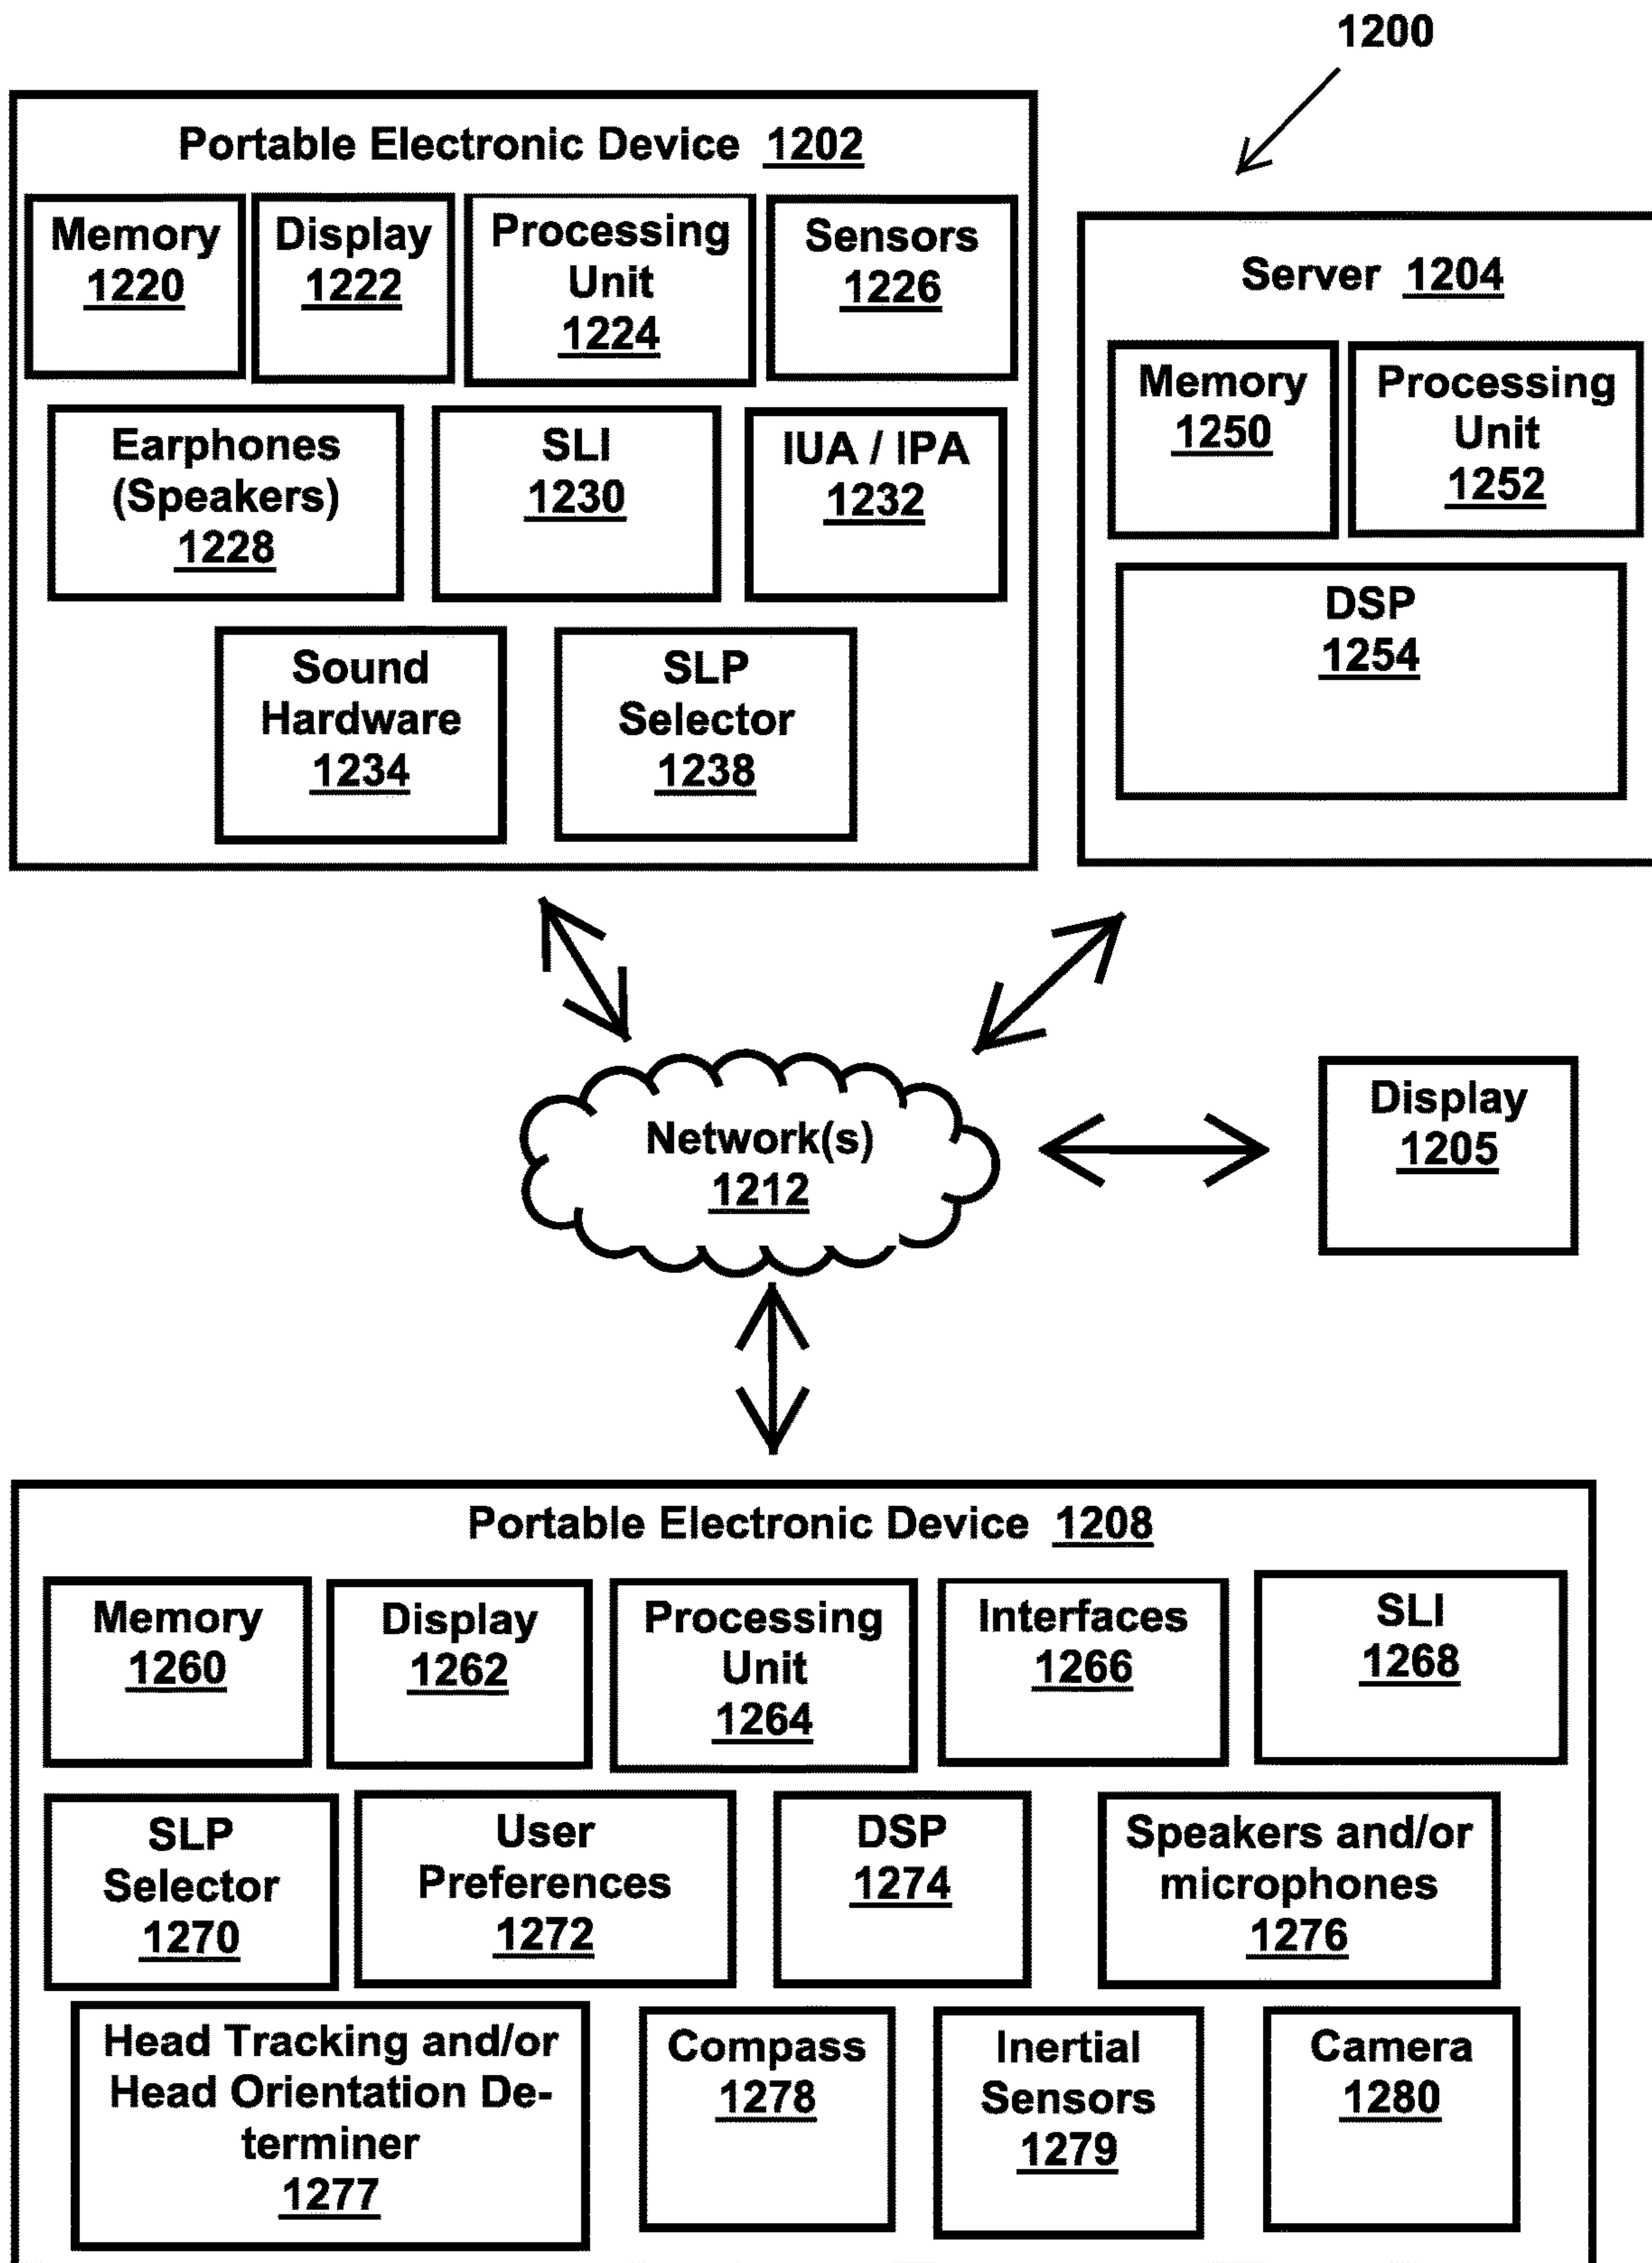 1200
Portable Electronic Device 1202
Memory
1220
Display
1222
Processing
Unit
1224
Sensors
1226
Earphones
(Speakers)
1228
SLI
1230
IUA / IPA
1232
Sound
Hardware
1234
SLP
Selector
1238
Server 1204
Memory
1250
Processing
Unit
1252
DSP
1254
Network(s)
1212
Display
1205
Portable Electronic Device 1208
Memory
1260
Display
1262
Processing
Unit
1264
Interfaces
1266
SLI
1268
SLP
Selector
1270
User
Preferences
1272
DSP
1274
Speakers and/or
microphones
1276
Head Tracking and/or
Head Orientation De-
terminer
1277
Compass
1278
Inertial
Sensors
1279
Camera
1280